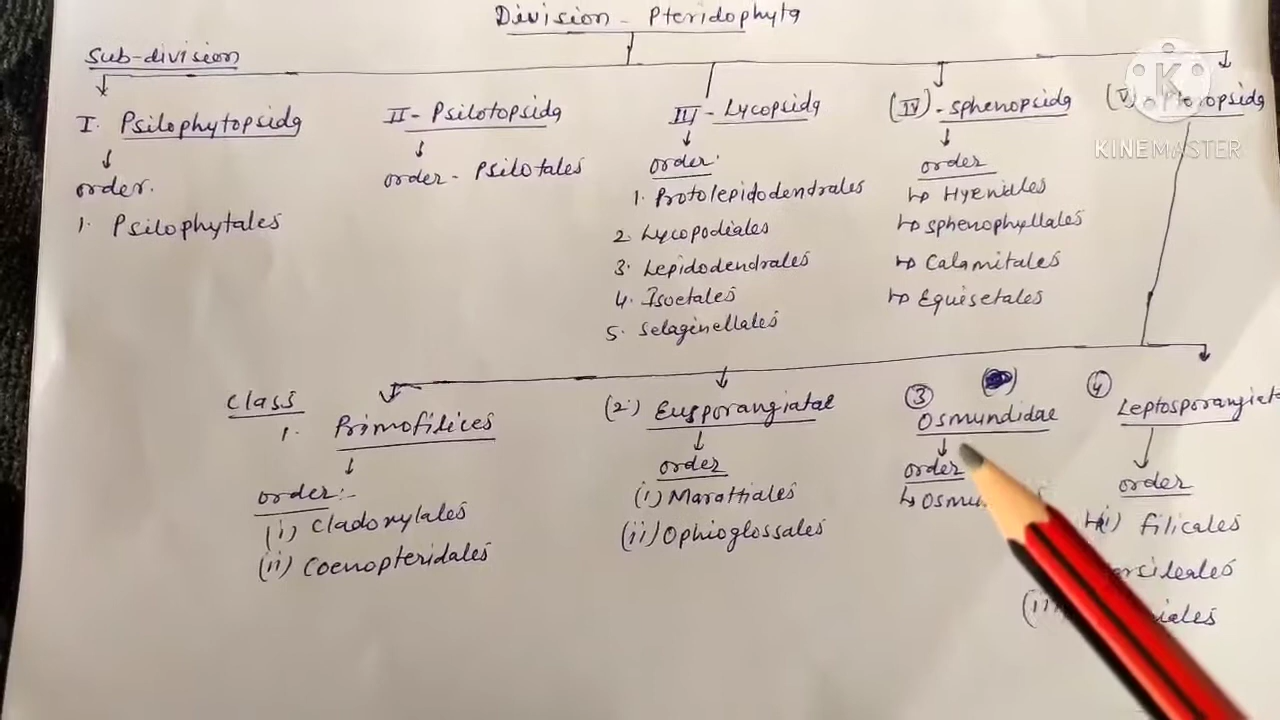 Division - Pteridophyta
Sub-division
I. Psilophytopsida
order.
1. Psilophytales
II - Psilotopsida
order - Psilotales
III - Lycopsida
order.
1. Protolepidodendrales
2. Lycopodiales
3. Lepidodendrales
4. Isoetales
5. Selaginellales
(IV) - Sphenopsida
order
Hyeniales
sphenophyllales
Calamitales
Equisetales
(V) - Pteropsida
KINEMASTER
Class
1. Primofilices
order:-
(i) Cladoxylales
(ii) Coenopteridales
(2) Eusporangiatae
order
(i) Marattiales
(ii) Ophioglossales
3
Osmundidae
order
4
Leptosporangiat
order
(i) Filicales